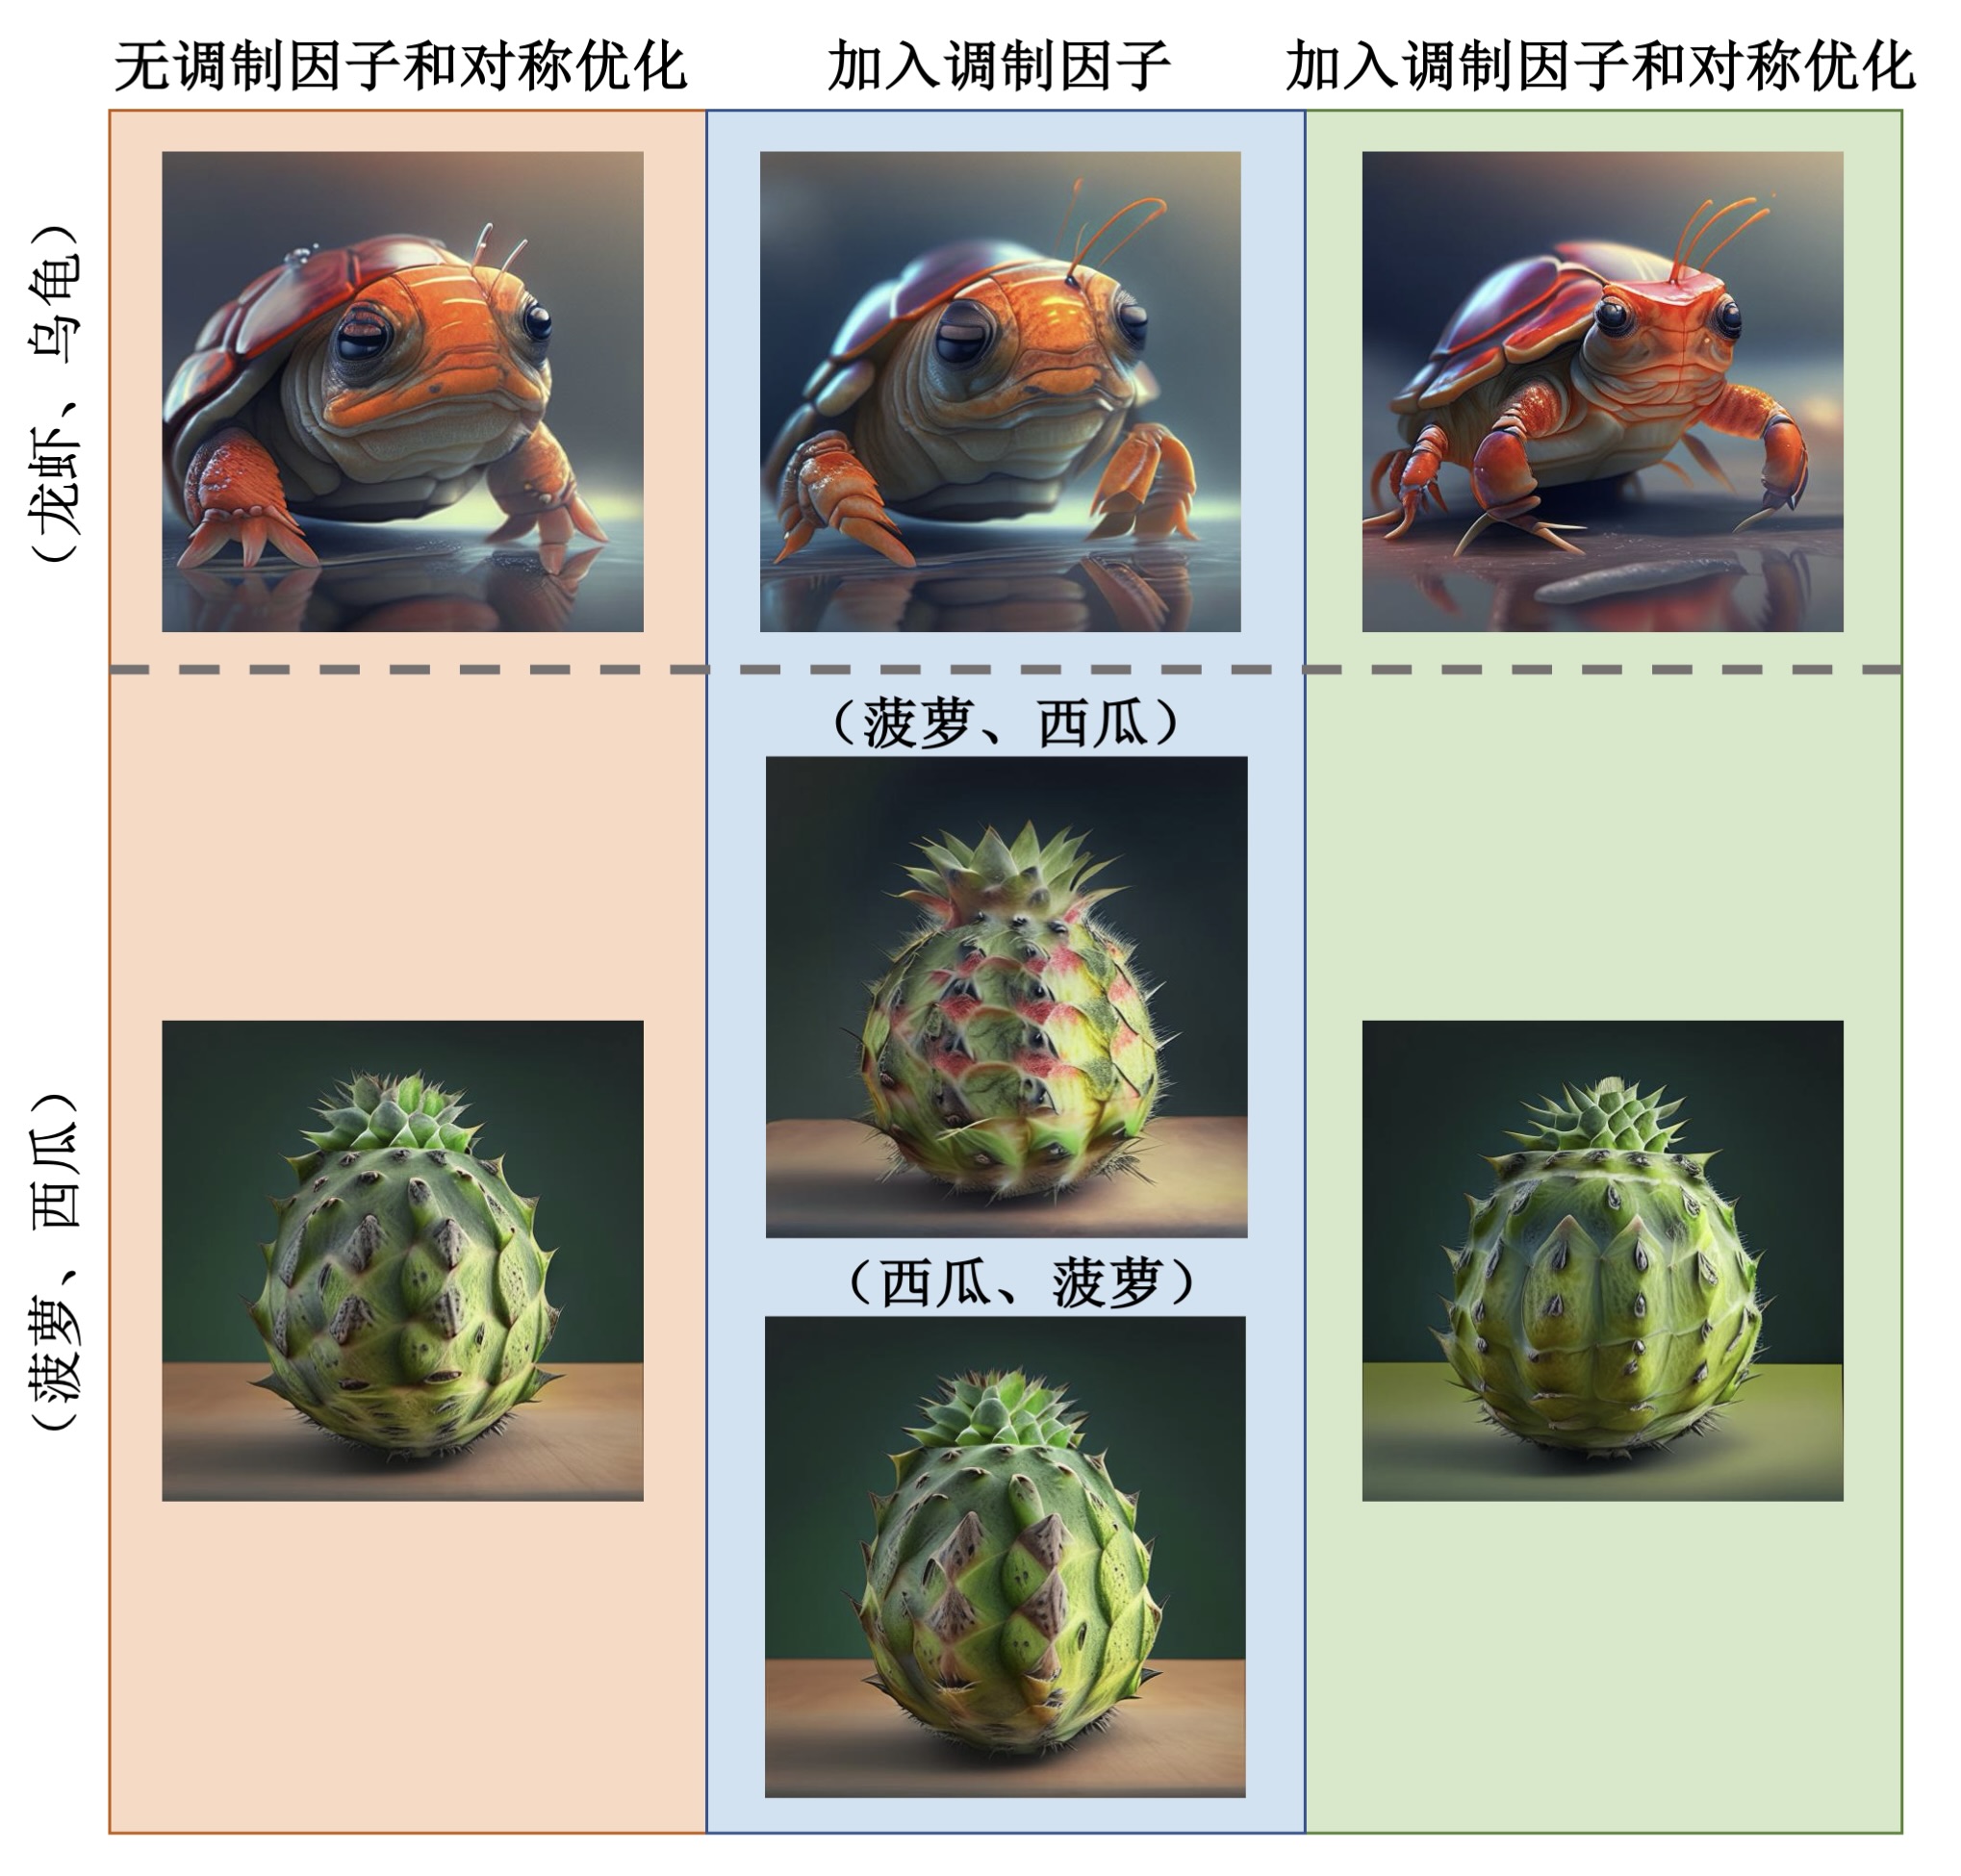 无调制因子和对称优化
加入调制因子
加入调制因子和对称优化
（龙虾、乌龟）
（菠萝、西瓜）
（菠萝、西瓜）
（西瓜、菠萝）